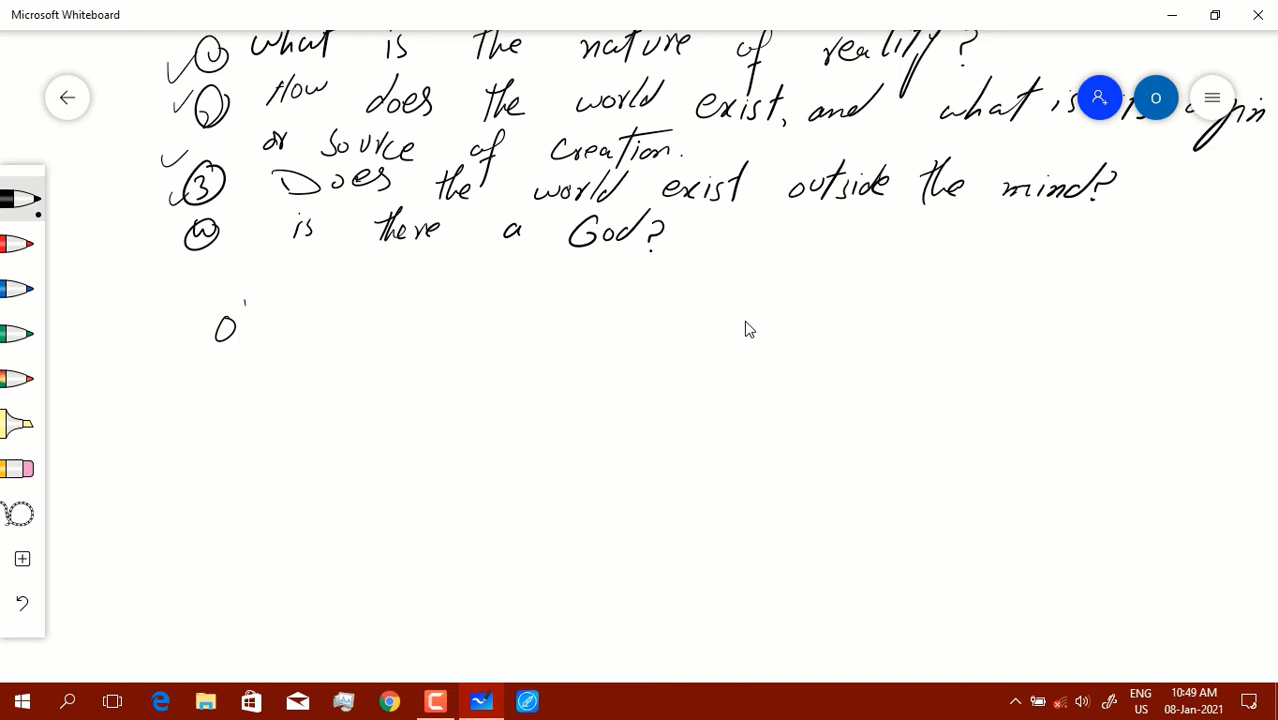 Microsoft Whiteboard
① What is the nature of reality?
② How does the world exist, and what is its origin
or source of creation.
③ Does the world exist outside the mind?
④ is there a God?
O
O
ENG
US
10:49 AM
08-Jan-2021